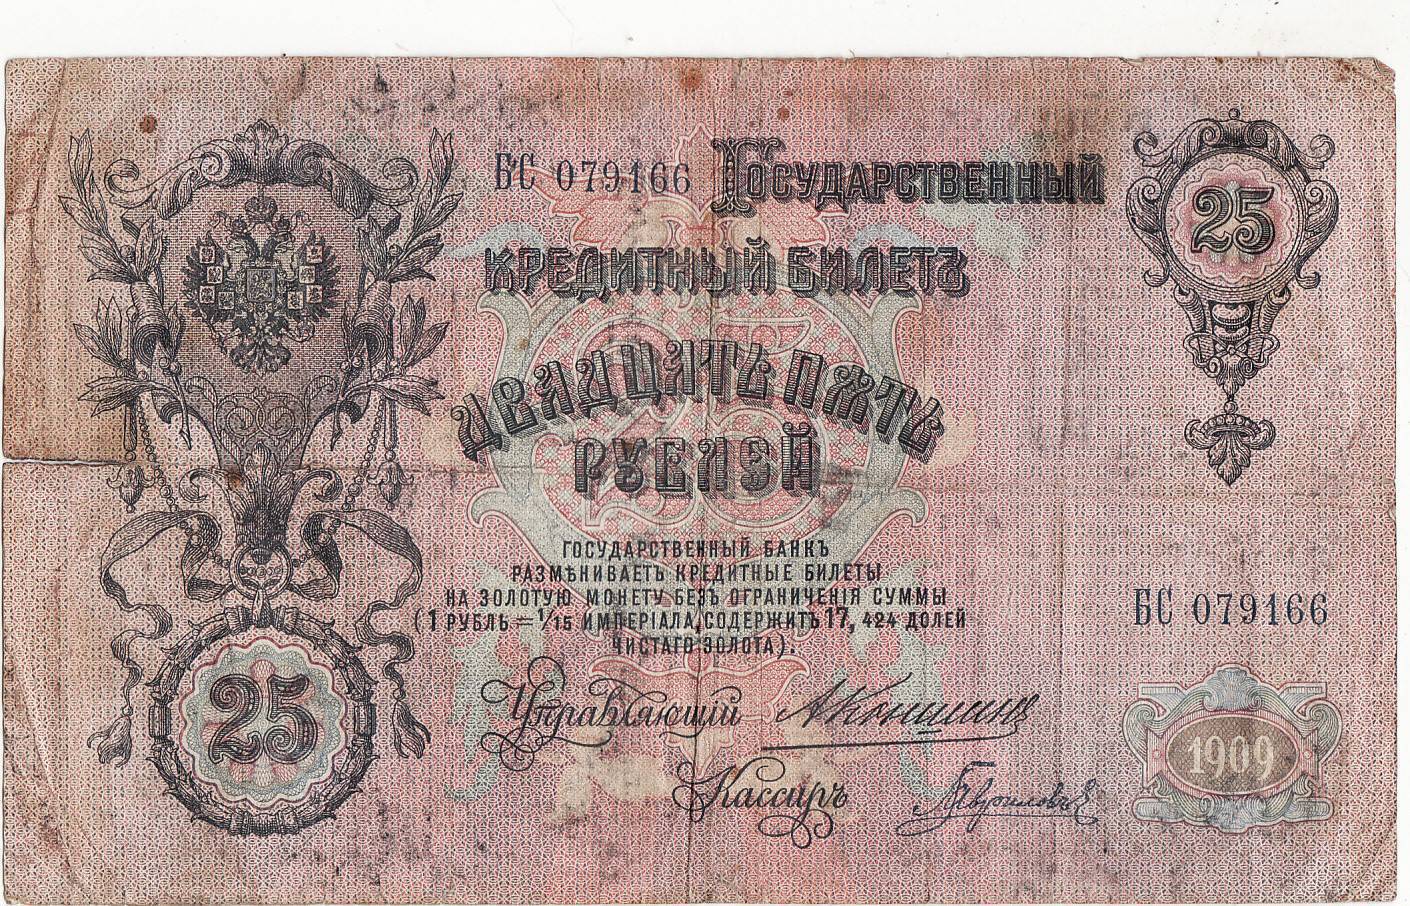 БС 079166 Государственный
25
Кредитный Билетъ
Двадцать пять
рублей
Государственный Банкъ
размѣниваетъ кредитные билеты
на золотую монету безъ ограниченія суммы
(1 рубль = 1/15 имперіала, содержитъ 17, 424 долей
чистаго золота).
БС 079166
25
Управляющій АКоншинъ
Кассиръ
1909